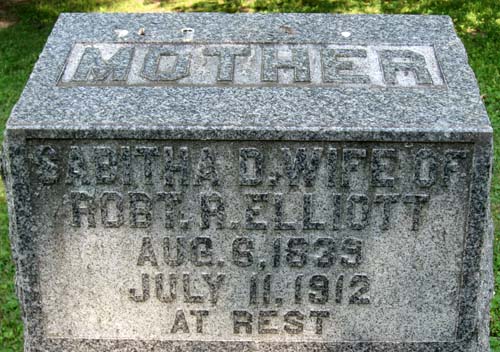 MOTHER
SABITHA D. WIFE OF
ROBT. R. ELLIOTT
AUG. 6, 1839
JULY 11, 1912
AT REST